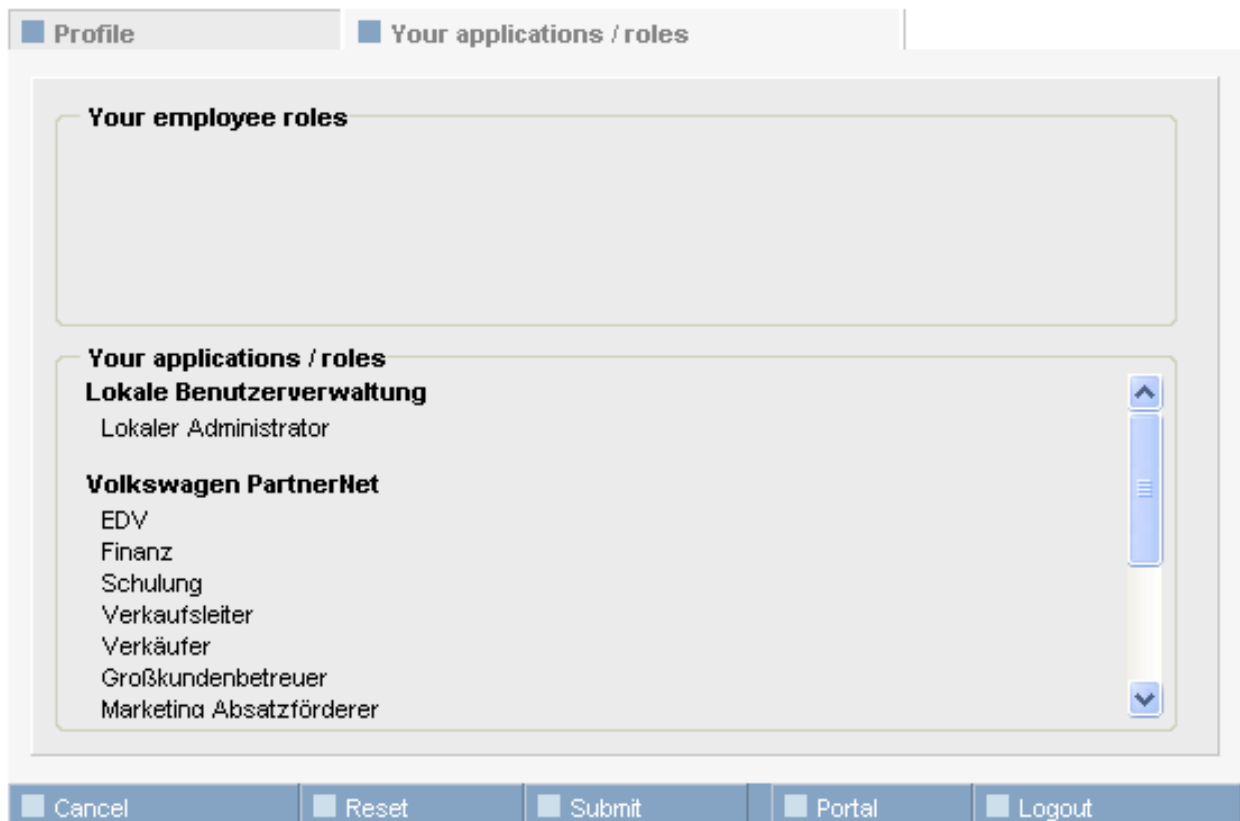 Profile
Your applications / roles
Your employee roles
Your applications / roles
Lokale Benutzerverwaltung
Lokaler Administrator
Volkswagen PartnerNet
EDV
Finanz
Schulung
Verkaufsleiter
Verkäufer
Großkundenbetreuer
Marketing Absatzförderer
Cancel
Reset
Submit
Portal
Logout